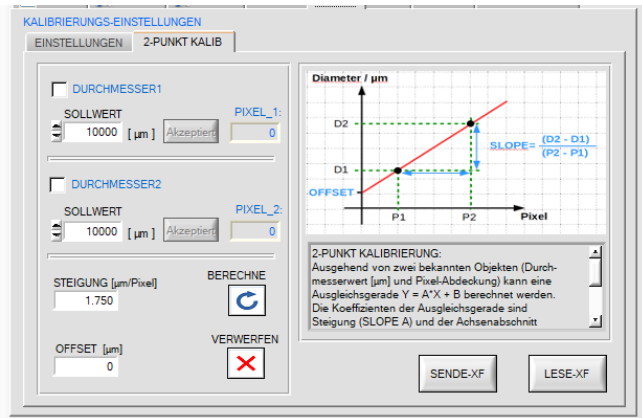 KALIBRIERUNGS-EINSTELLUNGEN
EINSTELLUNGEN 2-PUNKT KALIB
DURCHMESSER1
SOLLWERT PIXEL_1:
10000 [ µm ] Akzeptiert 0
DURCHMESSER2
SOLLWERT PIXEL_2:
10000 [ µm ] Akzeptiert 0
STEIGUNG [µm/Pixel] BERECHNE
1.750
OFFSET [µm] VERWERFEN
0
Diameter / µm
D2
SLOPE= (D2 - D1)
(P2 - P1)
D1
OFFSET
P1 P2 Pixel
2-PUNKT KALIBRIERUNG:
Ausgehend von zwei bekannten Objekten (Durch-
messerwert [µm] und Pixel-Abdeckung) kann eine
Ausgleichsgerade Y = A*X + B berechnet werden.
Die Koeffizienten der Ausgleichsgerade sind
Steigung (SLOPE A) und der Achsenabschnitt
SENDE-XF LESE-XF